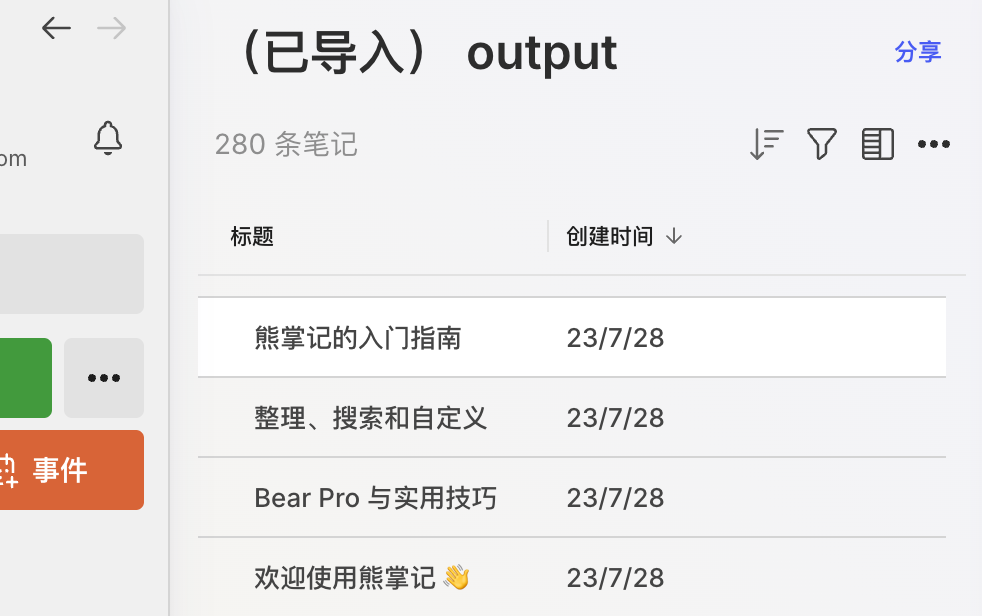 （已导入） output
分享
om
280 条笔记
标题 创建时间
熊掌记的入门指南 23/7/28
整理、搜索和自定义 23/7/28
事件
Bear Pro 与实用技巧 23/7/28
欢迎使用熊掌记 👋 23/7/28